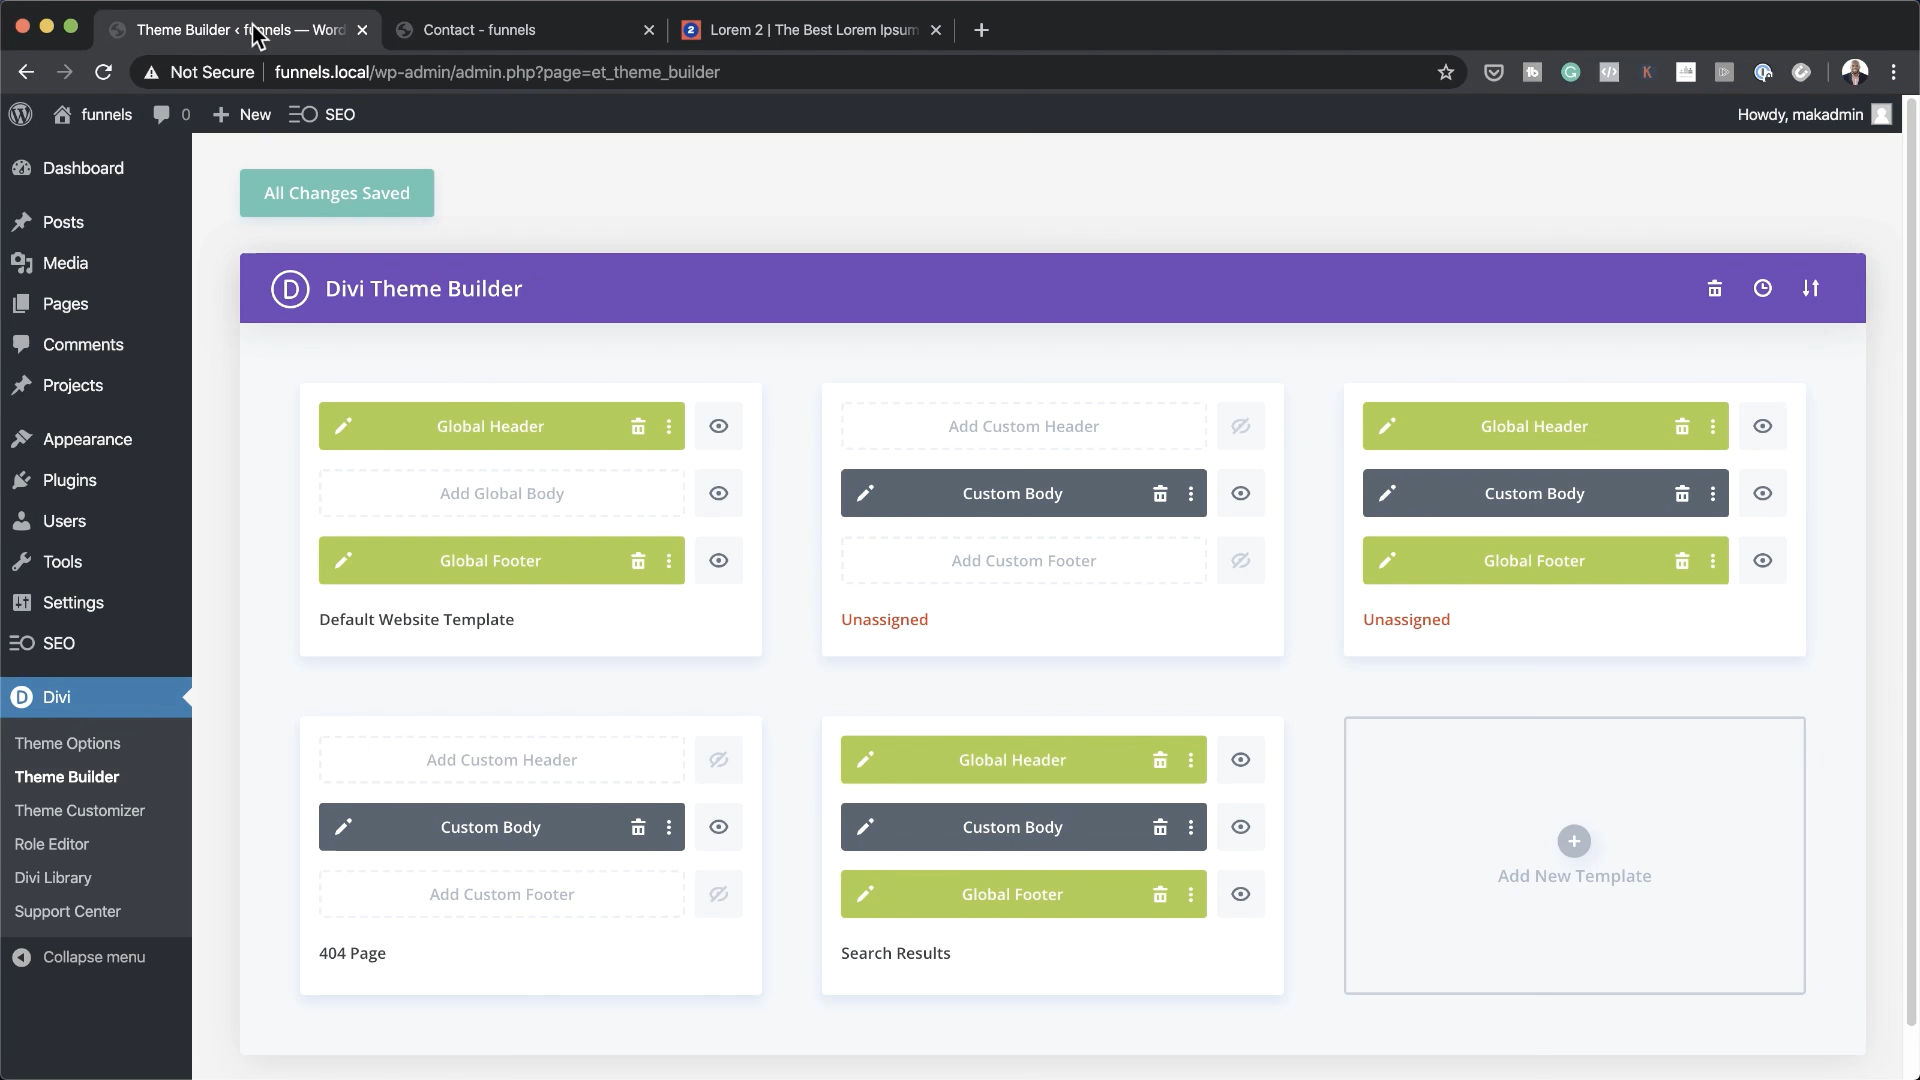 Theme Builder ‹ funnels — Word
Contact - funnels
2
Lorem 2 | The Best Lorem Ipsum
Not Secure
funnels.local/wp-admin/admin.php?page=et_theme_builder
funnels
0
New
SEO
Howdy, makadmin
Dashboard
Posts
Media
Pages
Comments
Projects
Appearance
Plugins
Users
Tools
Settings
SEO
D
Divi
Theme Options
Theme Builder
Theme Customizer
Role Editor
Divi Library
Support Center
Collapse menu
All Changes Saved
D
Divi Theme Builder
Global Header
Add Global Body
Global Footer
Default Website Template
Add Custom Header
Custom Body
Add Custom Footer
Unassigned
Global Header
Custom Body
Global Footer
Unassigned
Add Custom Header
Custom Body
Add Custom Footer
404 Page
Global Header
Custom Body
Global Footer
Search Results
Add New Template